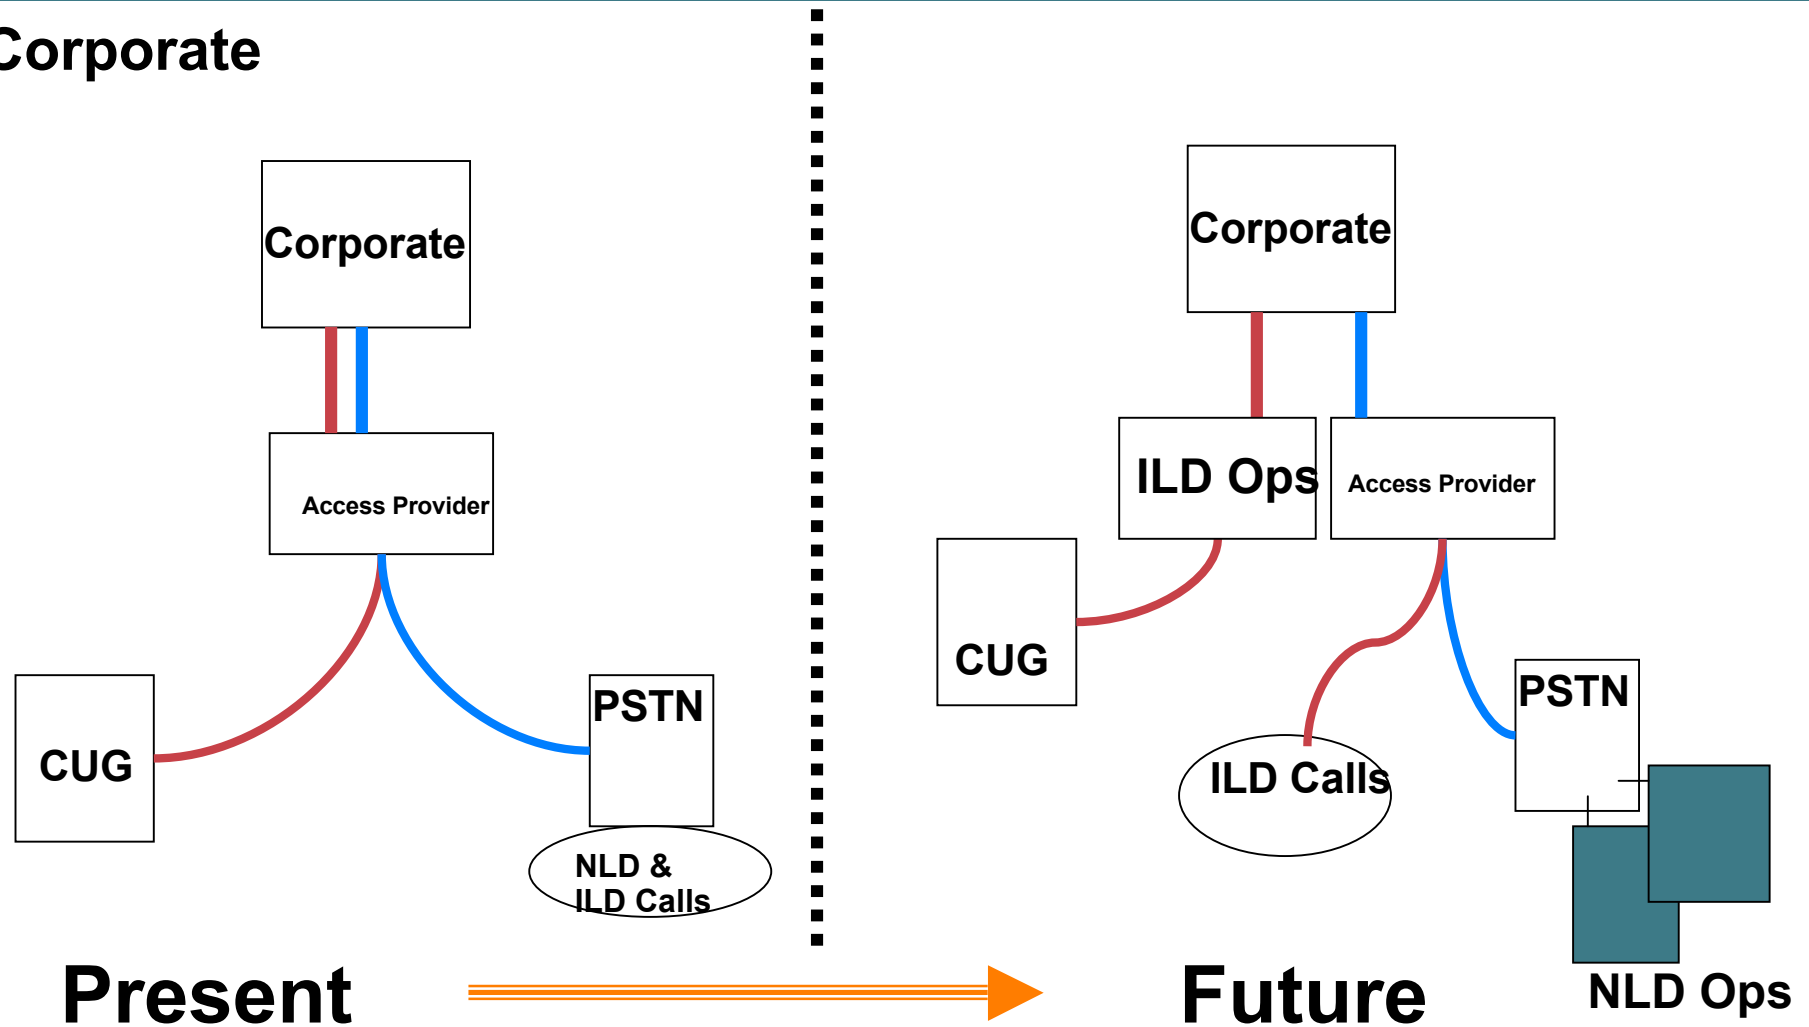 Corporate
Corporate
Access Provider
CUG
PSTN
NLD &
ILD Calls
Present
Corporate
ILD Ops
Access Provider
CUG
ILD Calls
PSTN
Future
NLD Ops